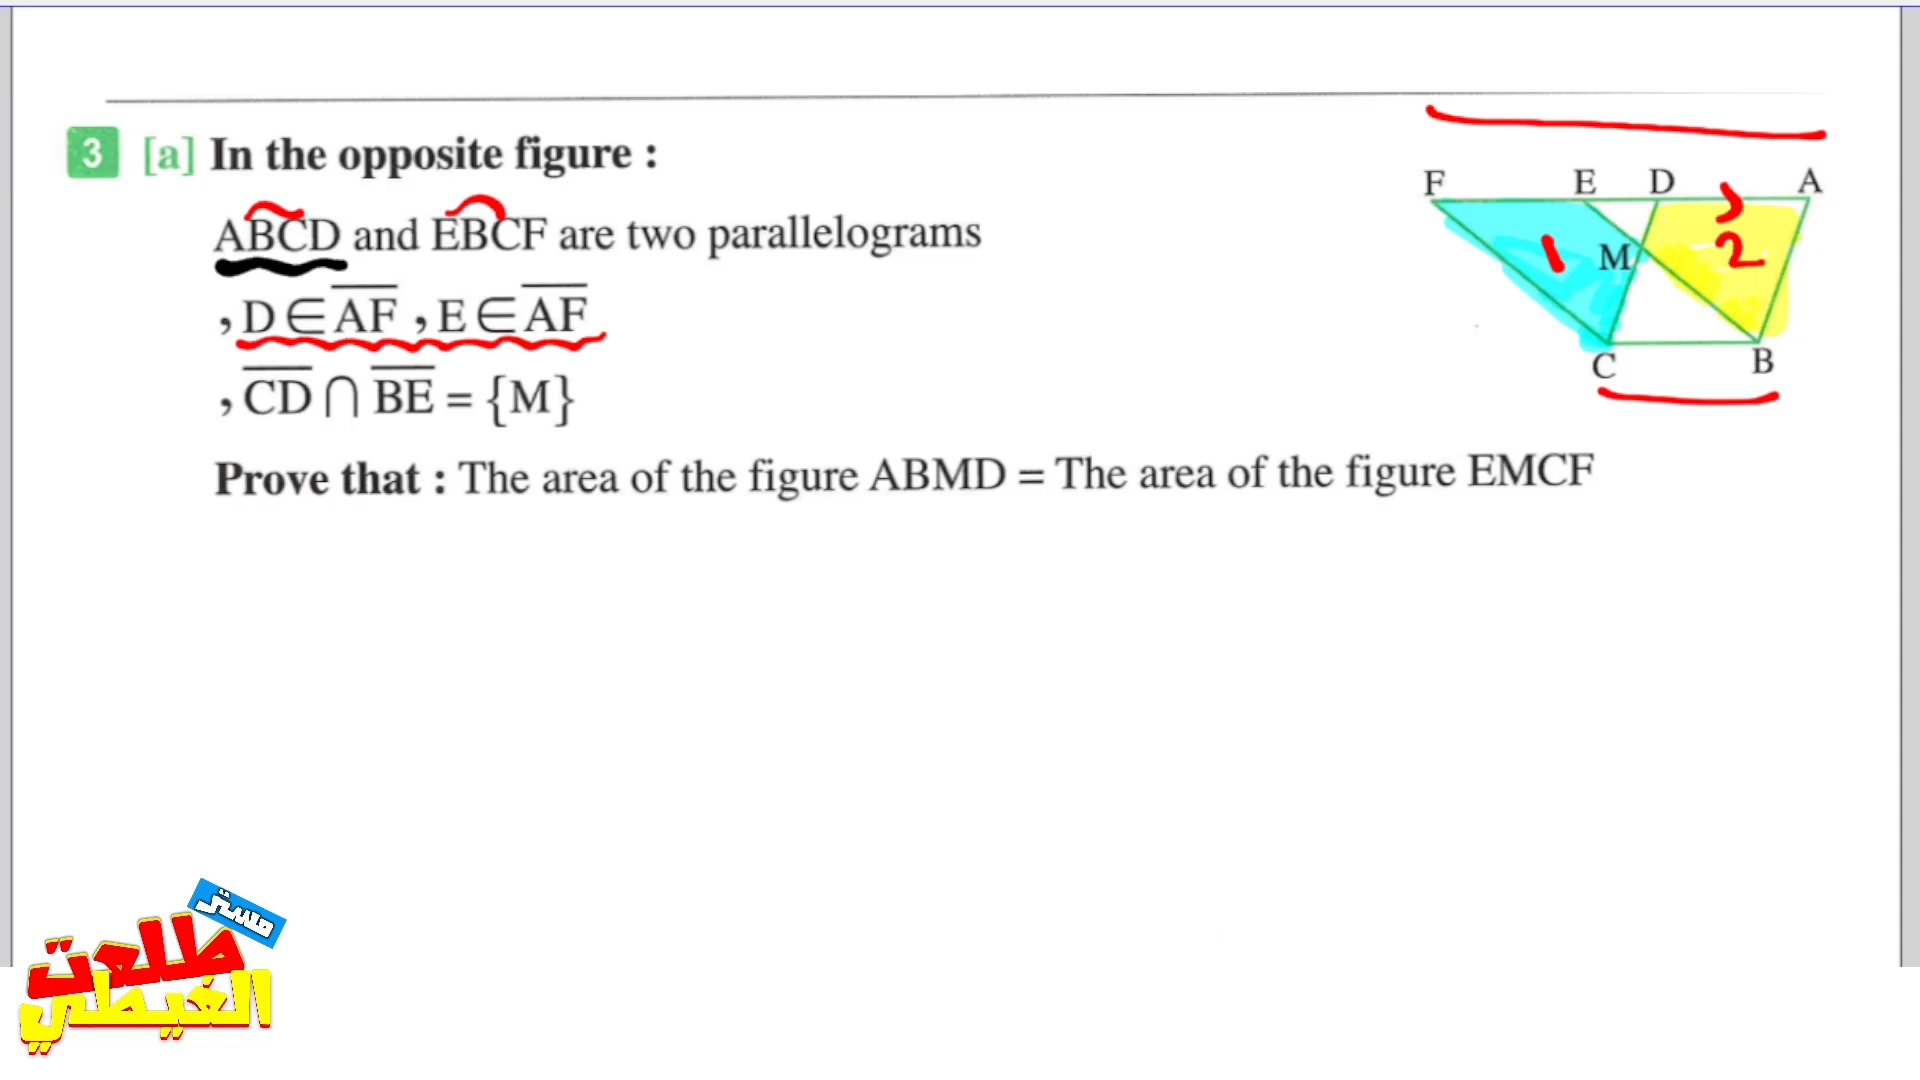 3 [a] In the opposite figure :
ABCD and EBCF are two parallelograms
, D ∈ AF , E ∈ AF
, CD ∩ BE = {M}
Prove that : The area of the figure ABMD = The area of the figure EMCF
F E D A
1 M 2
C B
مستر
طلعت
الغيطي